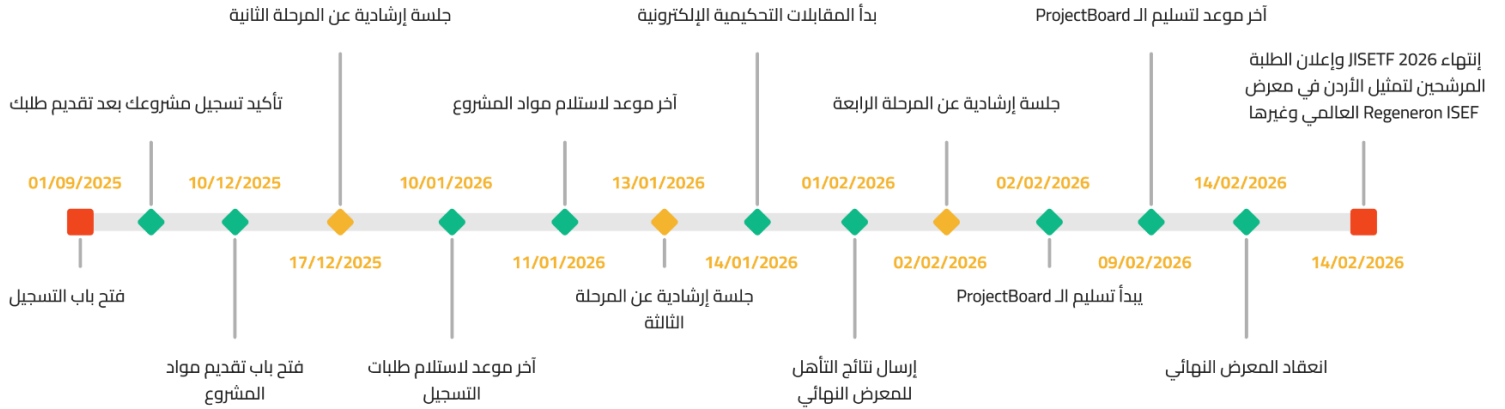 جلسة إرشادية عن المرحلة الثانية
بدأ المقابلات التحكيمية الإلكترونية
آخر موعد لتسليم الـ ProjectBoard
إنتهاء JISETF 2026 وإعلان الطلبة
المرشحين لتمثيل الأردن في معرض
Regeneron ISEF العالمي وغيرها
تأكيد تسجيل مشروعك بعد تقديم طلبك
آخر موعد لاستلام مواد المشروع
جلسة إرشادية عن المرحلة الرابعة
01/09/2025
10/12/2025
10/01/2026
13/01/2026
01/02/2026
02/02/2026
14/02/2026
17/12/2025
11/01/2026
14/01/2026
02/02/2026
09/02/2026
14/02/2026
فتح باب التسجيل
جلسة إرشادية عن المرحلة
الثالثة
يبدأ تسليم الـ ProjectBoard
فتح باب تقديم مواد
المشروع
آخر موعد لاستلام طلبات
التسجيل
إرسال نتائج التأهل
للمعرض النهائي
انعقاد المعرض النهائي